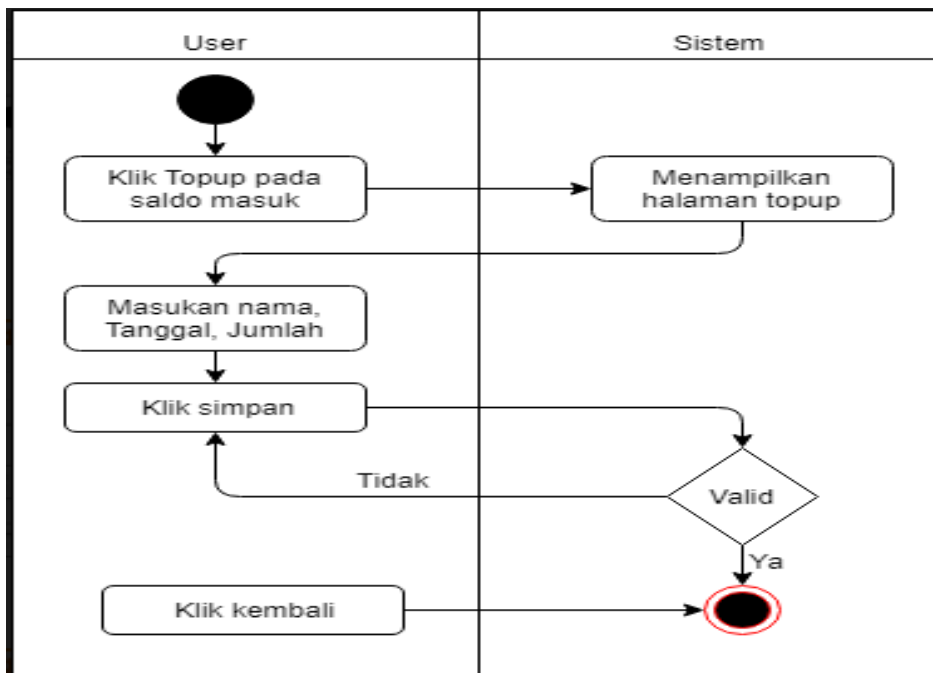 User
Sistem
Klik Topup pada
saldo masuk
Menampilkan
halaman topup
Masukan nama,
Tanggal, Jumlah
Klik simpan
Tidak
Valid
Ya
Klik kembali